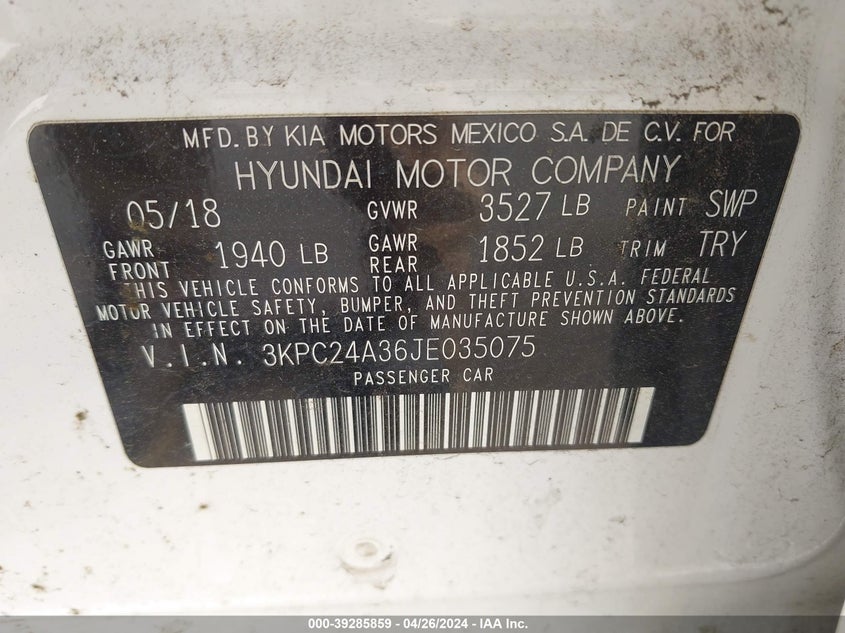 MFD. BY KIA MOTORS MEXICO S.A. DE C.V. FOR
HYUNDAI MOTOR COMPANY
05/18 GVWR 3527 LB PAINT SWP
GAWR FRONT 1940 LB GAWR REAR 1852 LB TRIM TRY
THIS VEHICLE CONFORMS TO ALL APPLICABLE U.S.A. FEDERAL
MOTOR VEHICLE SAFETY, BUMPER, AND THEFT PREVENTION STANDARDS
IN EFFECT ON THE DATE OF MANUFACTURE SHOWN ABOVE.
V.I.N. 3KPC24A36JE035075
PASSENGER CAR
000-39285859 - 04/26/2024 - IAA Inc.